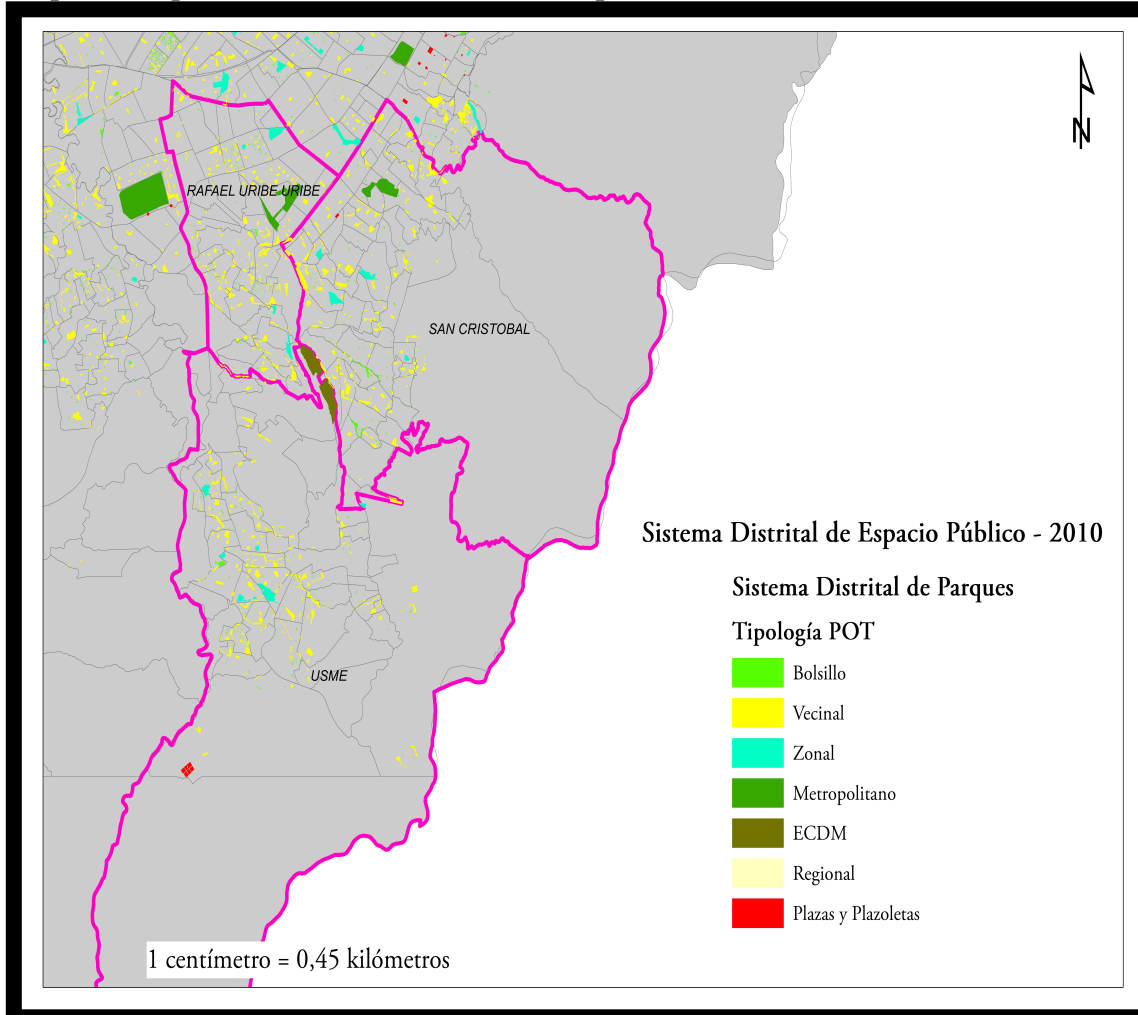 N
RAFAEL URIBE URIBE
SAN CRISTOBAL
Sistema Distrital de Espacio Público - 2010
Sistema Distrital de Parques
Tipología POT
Bolsillo
Vecinal
Zonal
Metropolitano
ECDM
Regional
Plazas y Plazoletas
USME
1 centímetro = 0,45 kilómetros